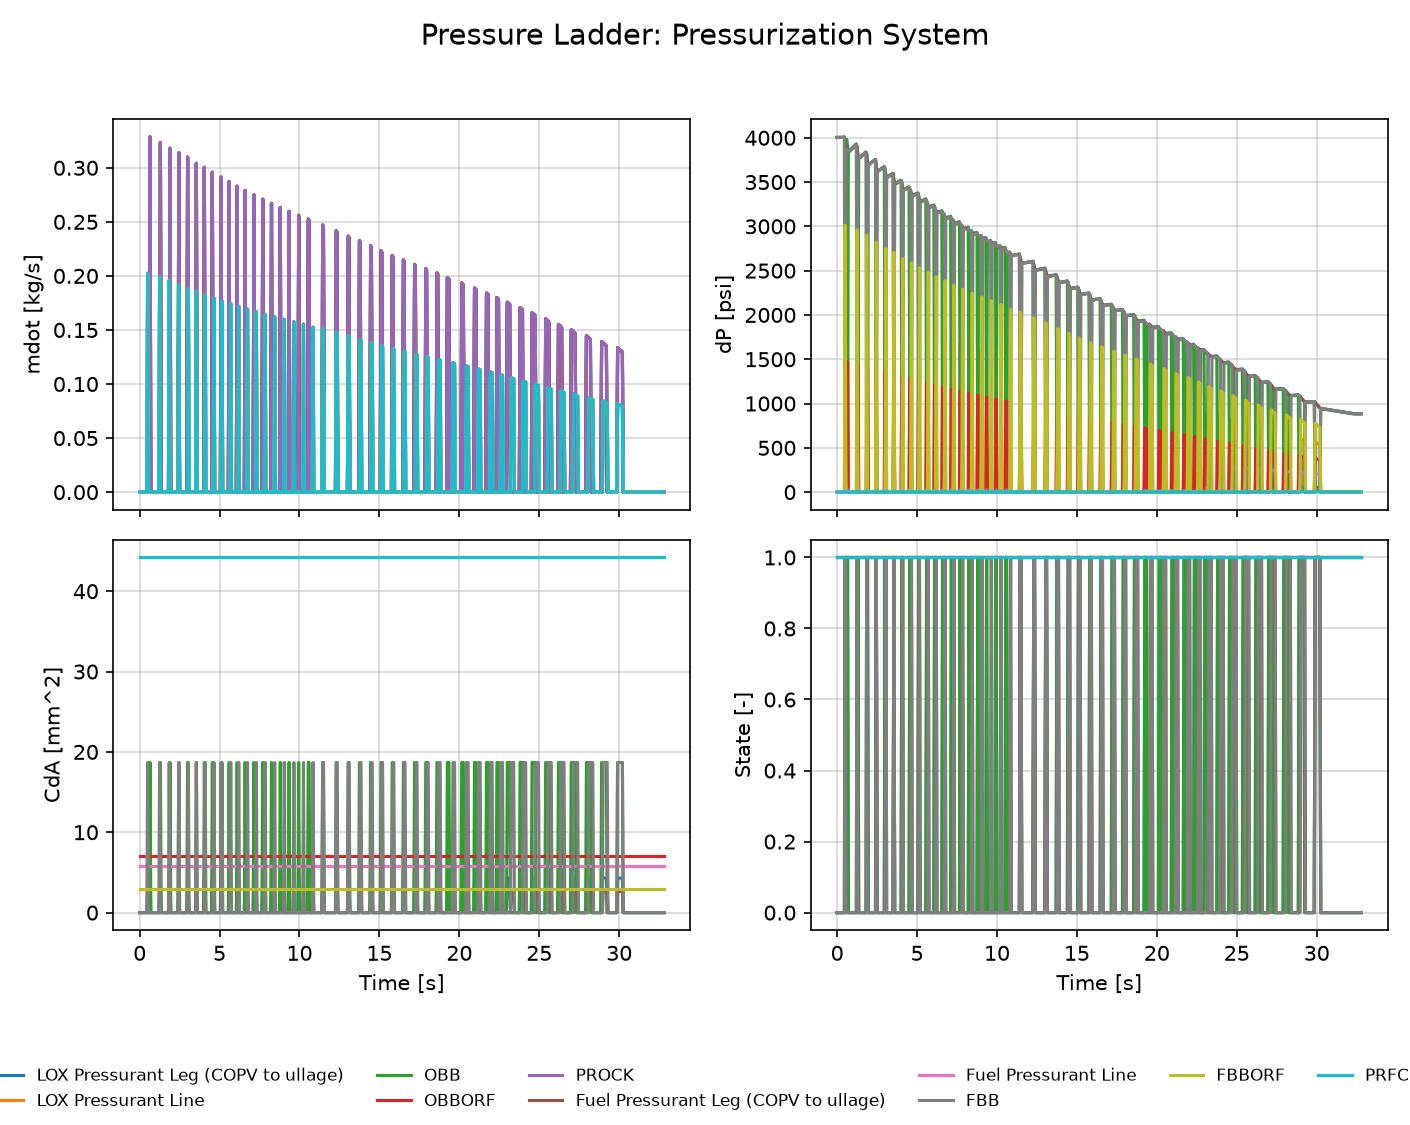 Pressure Ladder: Pressurization System
mdot [kg/s]
0.30
0.25
0.20
0.15
0.10
0.05
0.00
dP [psi]
4000
3500
3000
2500
2000
1500
1000
500
0
CdA [mm^2]
40
30
20
10
0
0 5 10 15 20 25 30
Time [s]
State [-]
1.0
0.8
0.6
0.4
0.2
0.0
0 5 10 15 20 25 30
Time [s]
LOX Pressurant Leg (COPV to ullage) OBB PROCK Fuel Pressurant Line FBBORF PRFC
LOX Pressurant Line OBBORF Fuel Pressurant Leg (COPV to ullage) FBB